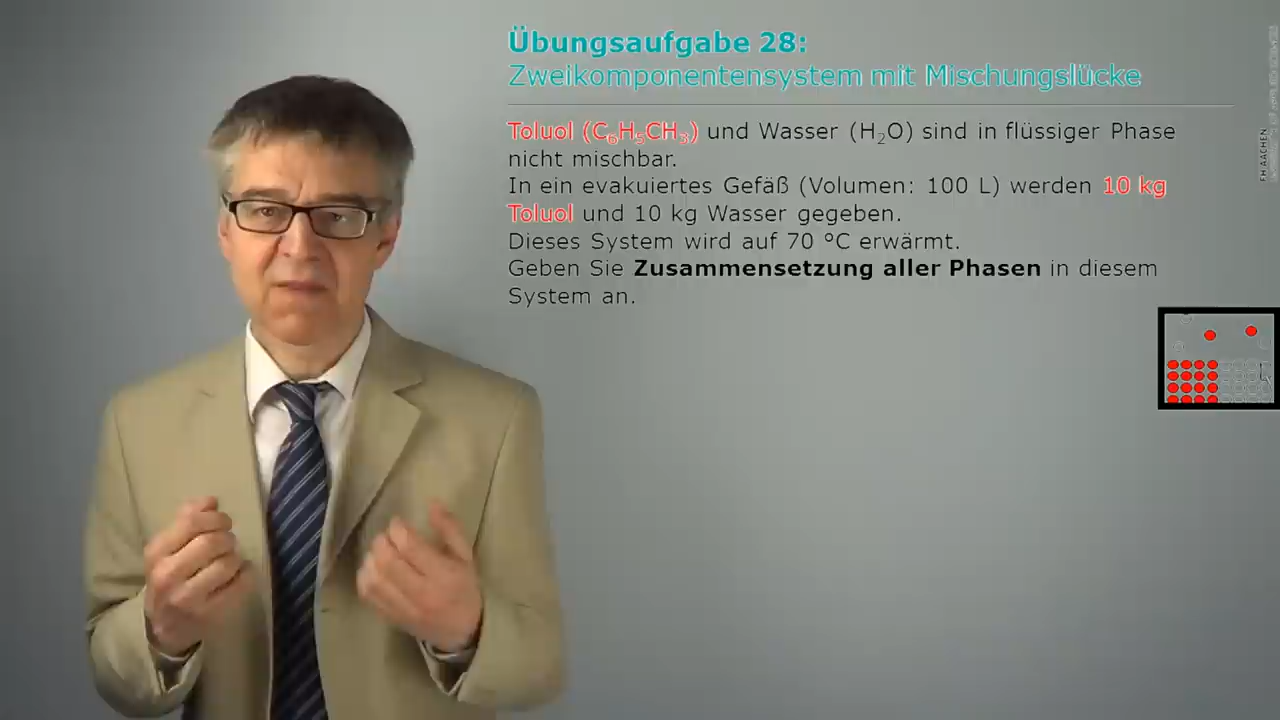 Übungsaufgabe 28:
Zweikomponentensystem mit Mischungslücke
Toluol (C₆H₅CH₃) und Wasser (H₂O) sind in flüssiger Phase
nicht mischbar.
In ein evakuiertes Gefäß (Volumen: 100 L) werden 10 kg
Toluol und 10 kg Wasser gegeben.
Dieses System wird auf 70 °C erwärmt.
Geben Sie Zusammensetzung aller Phasen in diesem
System an.
FH AACHEN